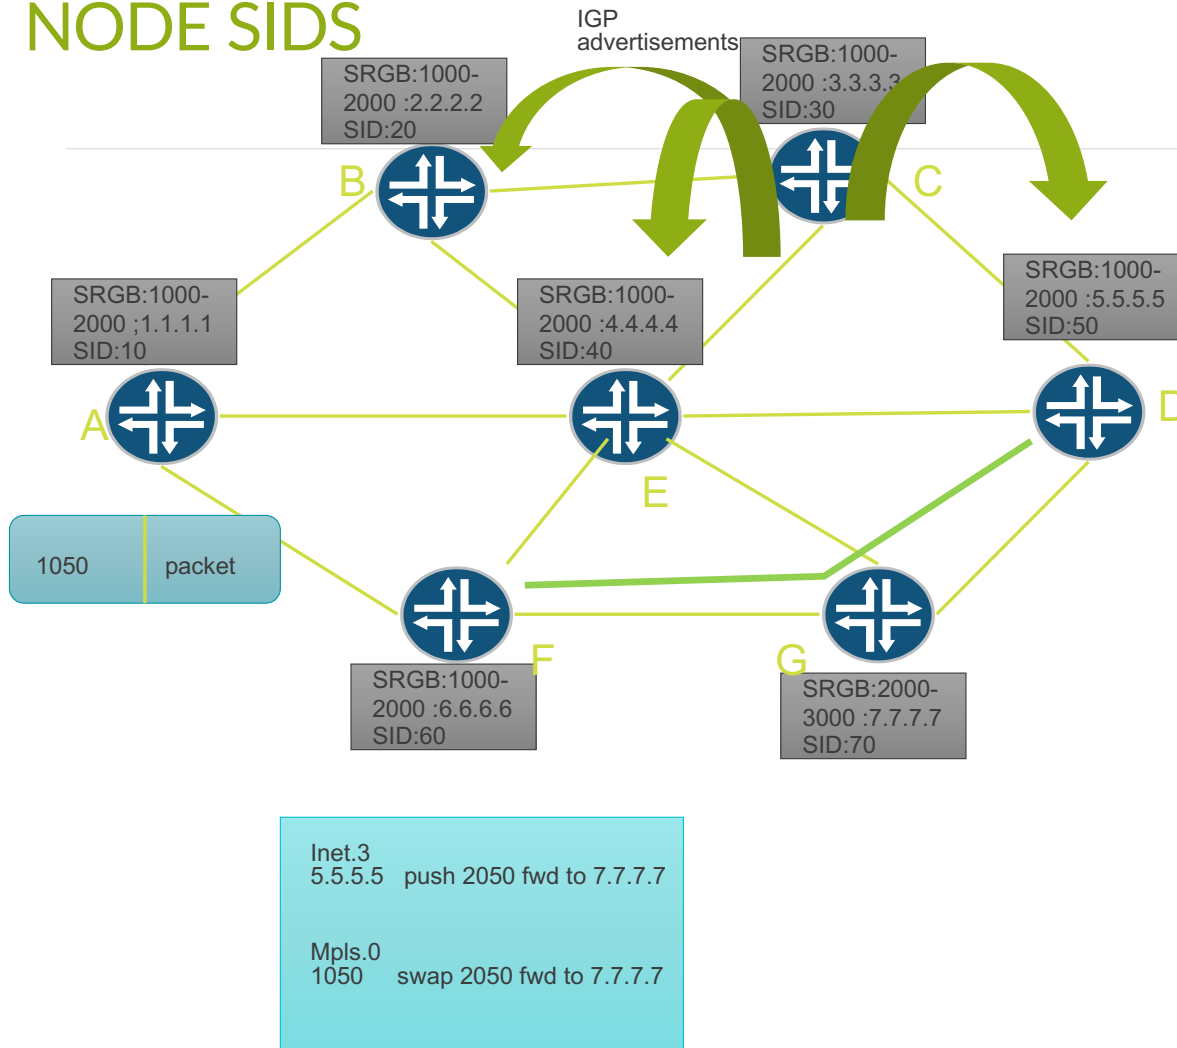 NODE SIDS
IGP
advertisements
SRGB:1000-
2000 :2.2.2.2
SID:20
SRGB:1000-
2000 :3.3.3.3
SID:30
B
C
SRGB:1000-
2000 ;1.1.1.1
SID:10
SRGB:1000-
2000 :4.4.4.4
SID:40
SRGB:1000-
2000 :5.5.5.5
SID:50
A
E
D
1050
packet
F
G
SRGB:1000-
2000 :6.6.6.6
SID:60
SRGB:2000-
3000 :7.7.7.7
SID:70
Inet.3
5.5.5.5 push 2050 fwd to 7.7.7.7
Mpls.0
1050 swap 2050 fwd to 7.7.7.7